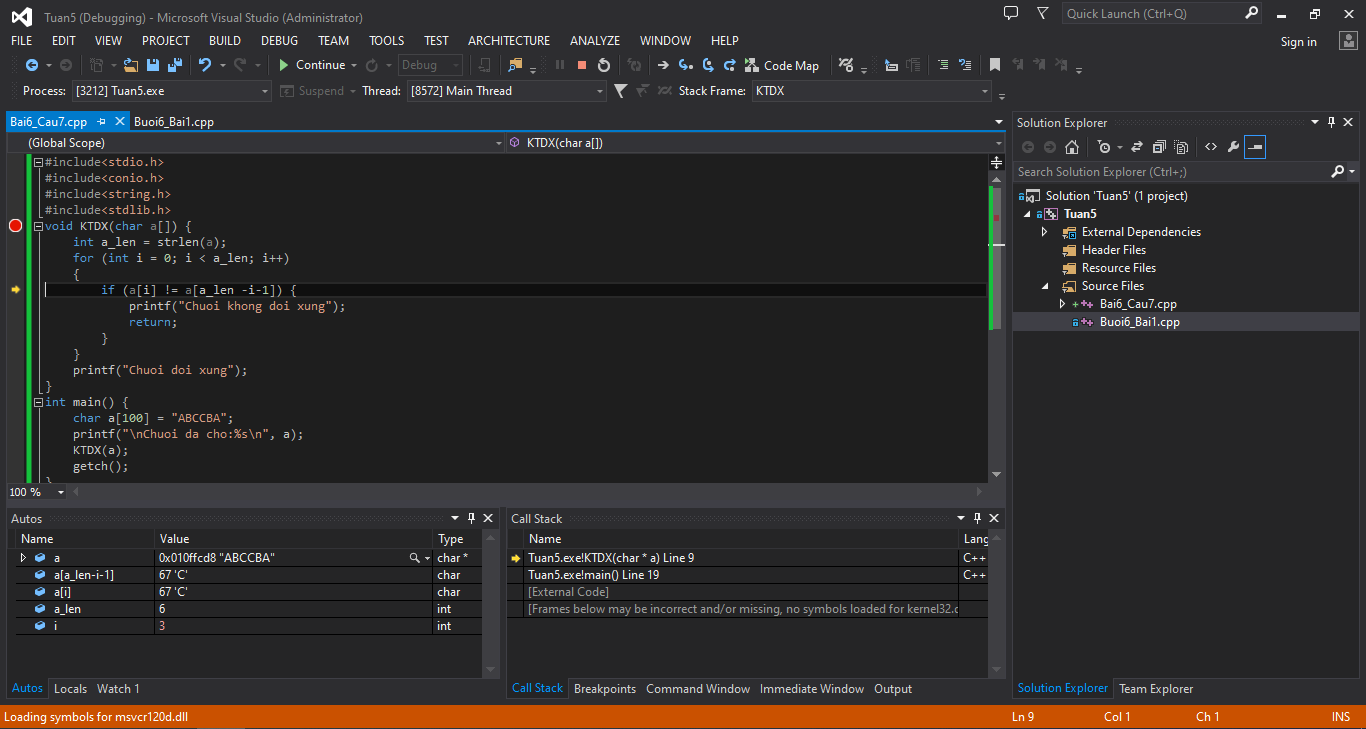 Tuan5 (Debugging) - Microsoft Visual Studio (Administrator)
Quick Launch (Ctrl+Q)
FILE EDIT VIEW PROJECT BUILD DEBUG TEAM TOOLS TEST ARCHITECTURE ANALYZE WINDOW HELP
Sign in
Continue Debug Code Map
Process: [3212] Tuan5.exe Suspend Thread: [8572] Main Thread Stack Frame: KTDX
Bai6_Cau7.cpp Buoi6_Bai1.cpp
(Global Scope) KTDX(char a[])
#include<stdio.h>
#include<conio.h>
#include<string.h>
#include<stdlib.h>
void KTDX(char a[]) {
int a_len = strlen(a);
for (int i = 0; i < a_len; i++)
{
if (a[i] != a[a_len -i-1]) {
printf("Chuoi khong doi xung");
return;
}
}
printf("Chuoi doi xung");
}
int main() {
char a[100] = "ABCCBA";
printf("\nChuoi da cho:%s\n", a);
KTDX(a);
getch();
}
100 %
Solution Explorer
Search Solution Explorer (Ctrl+;)
Solution 'Tuan5' (1 project)
Tuan5
External Dependencies
Header Files
Resource Files
Source Files
Bai6_Cau7.cpp
Buoi6_Bai1.cpp
Solution Explorer Team Explorer
Autos
Name Value Type
a 0x010ffcd8 "ABCCBA" char *
a[a_len-i-1] 67 'C' char
a[i] 67 'C' char
a_len 6 int
i 3 int
Autos Locals Watch 1
Call Stack
Name Lang
Tuan5.exe!KTDX(char * a) Line 9 C++
Tuan5.exe!main() Line 19 C++
[External Code]
[Frames below may be incorrect and/or missing, no symbols loaded for kernel32.d
Call Stack Breakpoints Command Window Immediate Window Output
Loading symbols for msvcr120d.dll
Ln 9 Col 1 Ch 1 INS